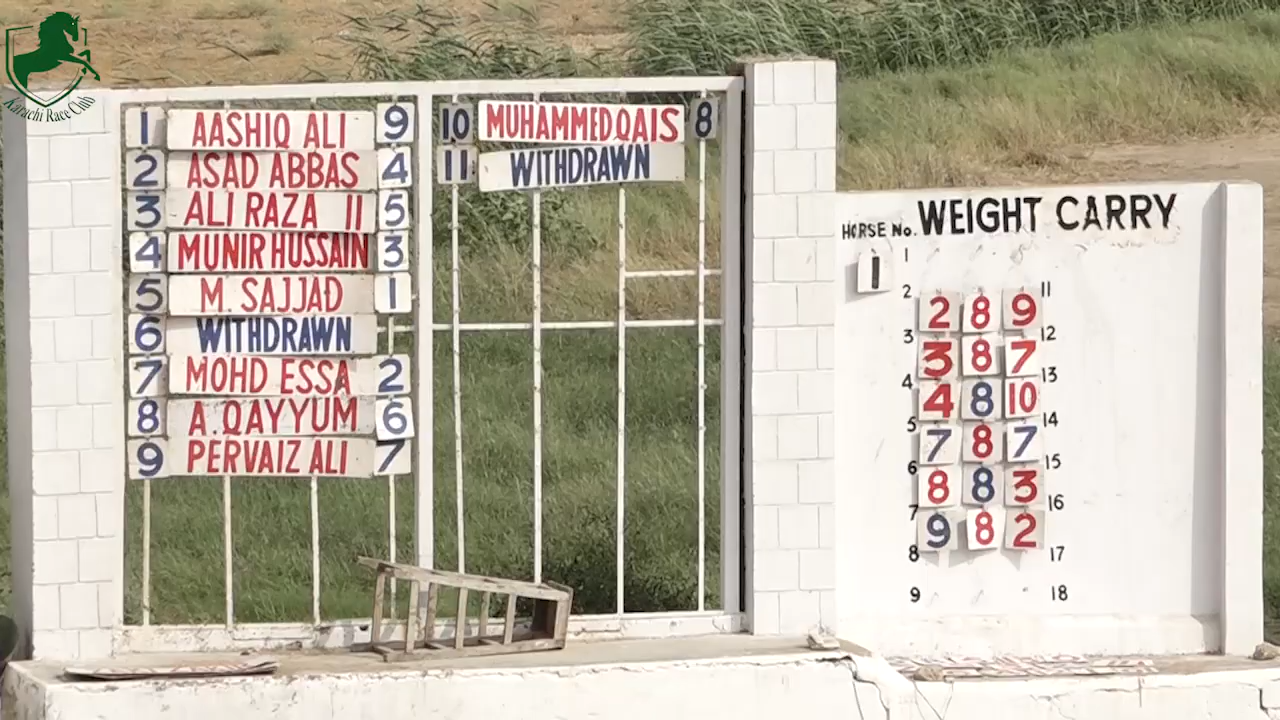 Karachi Race Club
1 AASHIQ ALI 9
2 ASAD ABBAS 4
3 ALI RAZA II 5
4 MUNIR HUSSAIN 3
5 M. SAJJAD 1
6 WITHDRAWN
7 MOHD ESSA 2
8 A. QAYYUM 6
9 PERVAIZ ALI 7
10 MUHAMMED QAIS 8
11 WITHDRAWN
HORSE No. WEIGHT CARRY
1
1
2 11
2 8 9
3 12
3 8 7
4 13
4 8 10
5 14
7 8 7
6 15
8 8 3
7 16
9 8 2
8 17
9 18